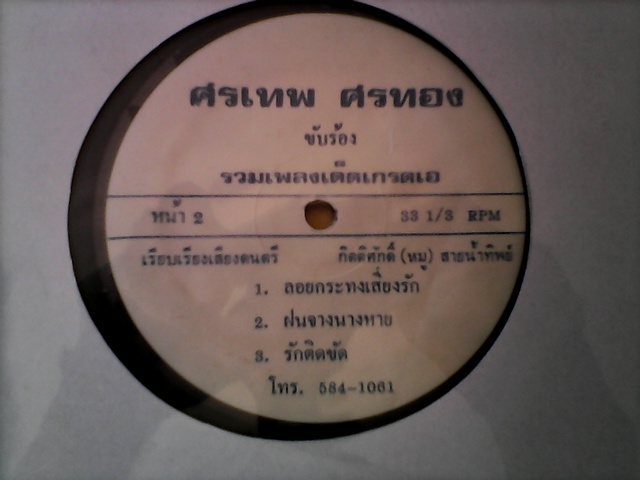 ศรเทพ ศรทอง
ขับร้อง
รวมเพลงเด็ดเกรดเอ
หน้า 2 33 1/3 RPM
เรียบเรียงเสียงดนตรี กิตติศักดิ์ (หมู) สายน้ำทิพย์
1. ลอยกระทงเสี่ยงรัก
2. ฝนจางนางหาย
3. รักติดขัด
โทร. 584-1061